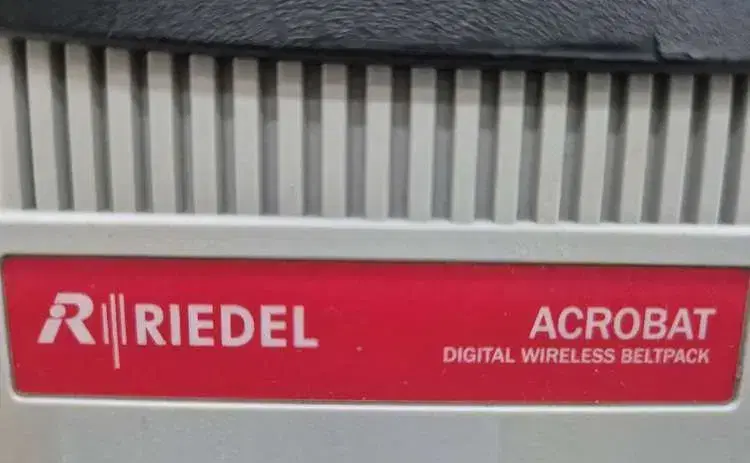 RIEDEL
ACROBAT
DIGITAL WIRELESS BELTPACK